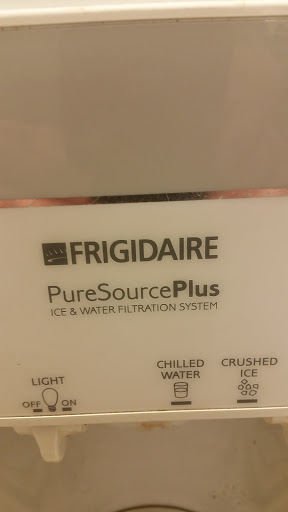 FRIGIDAIRE
PureSourcePlus
ICE & WATER FILTRATION SYSTEM
LIGHT
OFF ON
CHILLED
WATER
CRUSHED
ICE